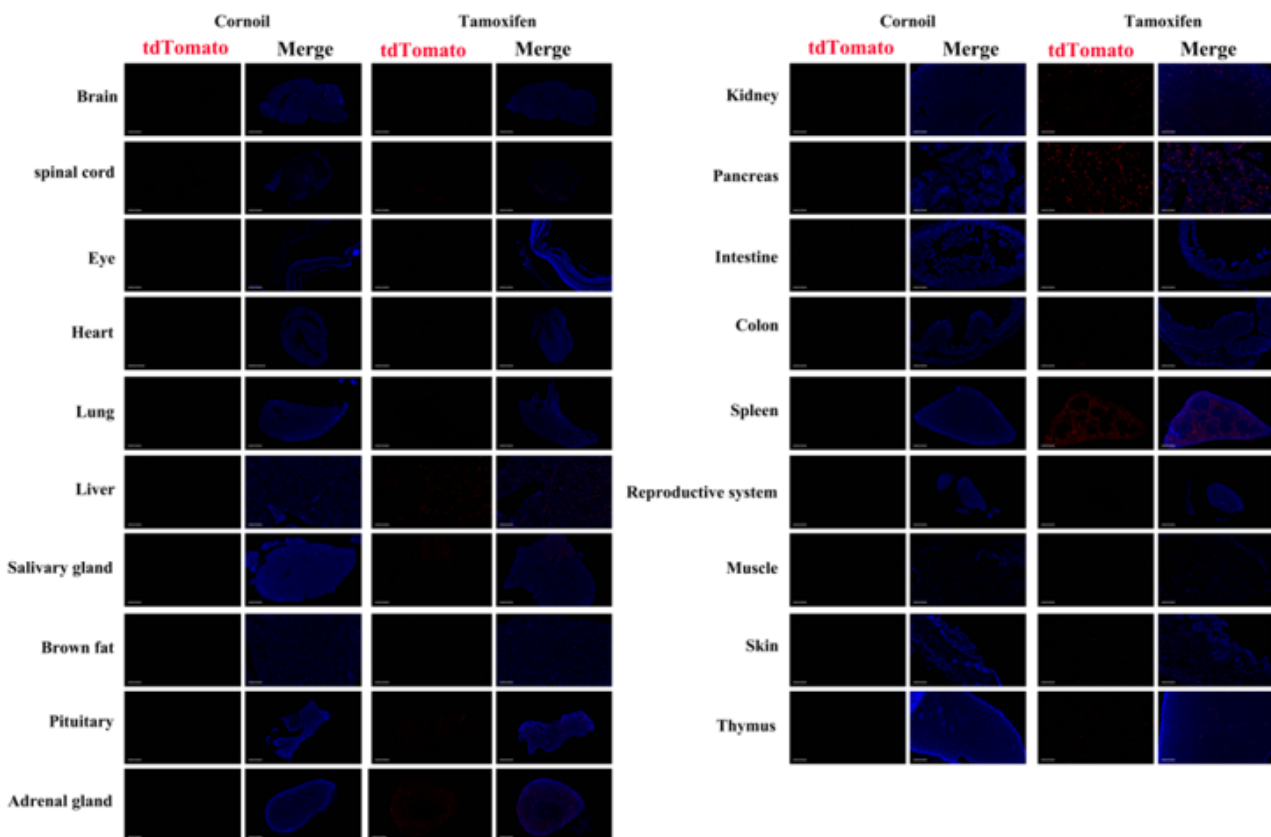 Cornoil Tamoxifen
tdTomato Merge tdTomato Merge
Brain
spinal cord
Eye
Heart
Lung
Liver
Salivary gland
Brown fat
Pituitary
Adrenal gland
Cornoil Tamoxifen
tdTomato Merge tdTomato Merge
Kidney
Pancreas
Intestine
Colon
Spleen
Reproductive system
Muscle
Skin
Thymus